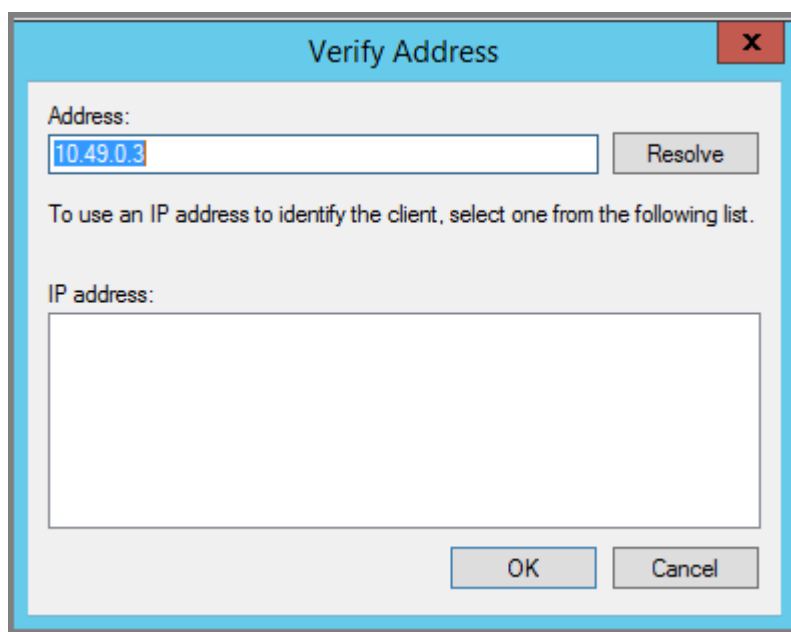 Verify Address
x
Address:
10.49.0.3
Resolve
To use an IP address to identify the client, select one from the following list.
IP address:
OK
Cancel